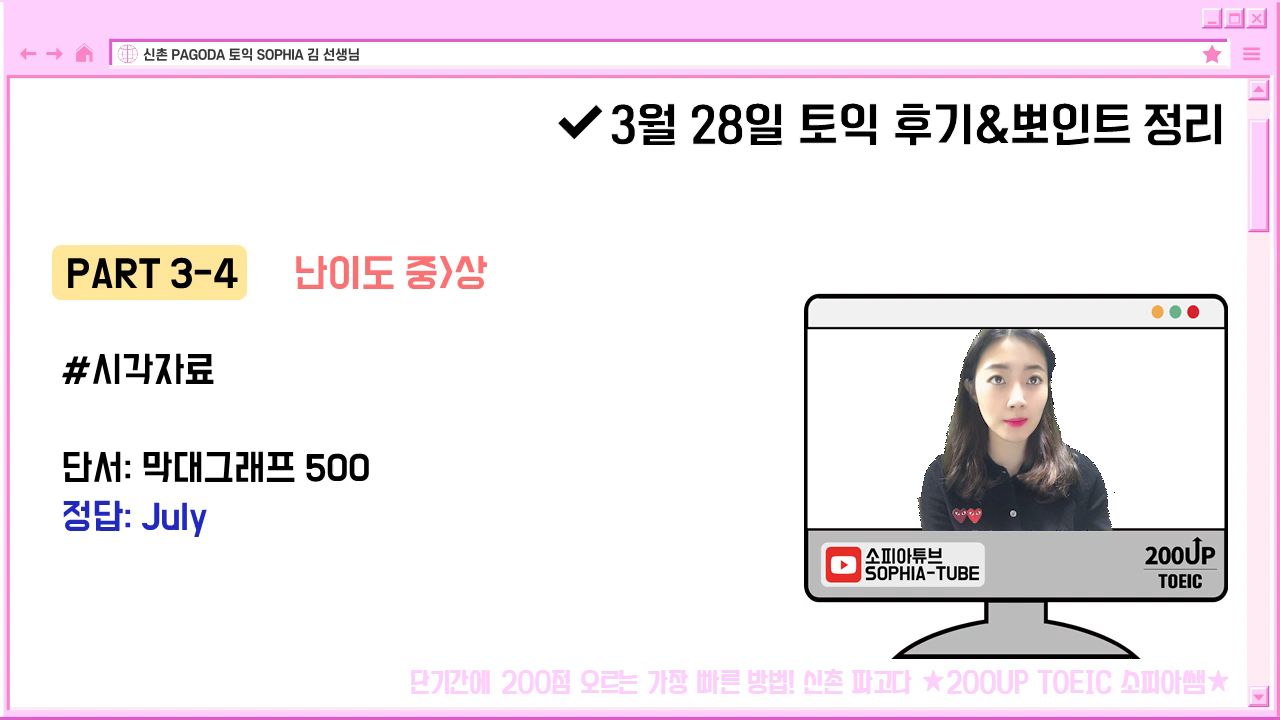 신촌 PAGODA 토익 SOPHIA 김 선생님
3월 28일 토익 후기&뽀인트 정리
PART 3-4
난이도 중>상
#시각자료
단서: 막대그래프 500
정답: July
소피아튜브
SOPHIA-TUBE
200UP
TOEIC
단기간에 200점 오르는 가장 빠른 방법! 신촌 파고다 ★200UP TOEIC 소피아쌤★